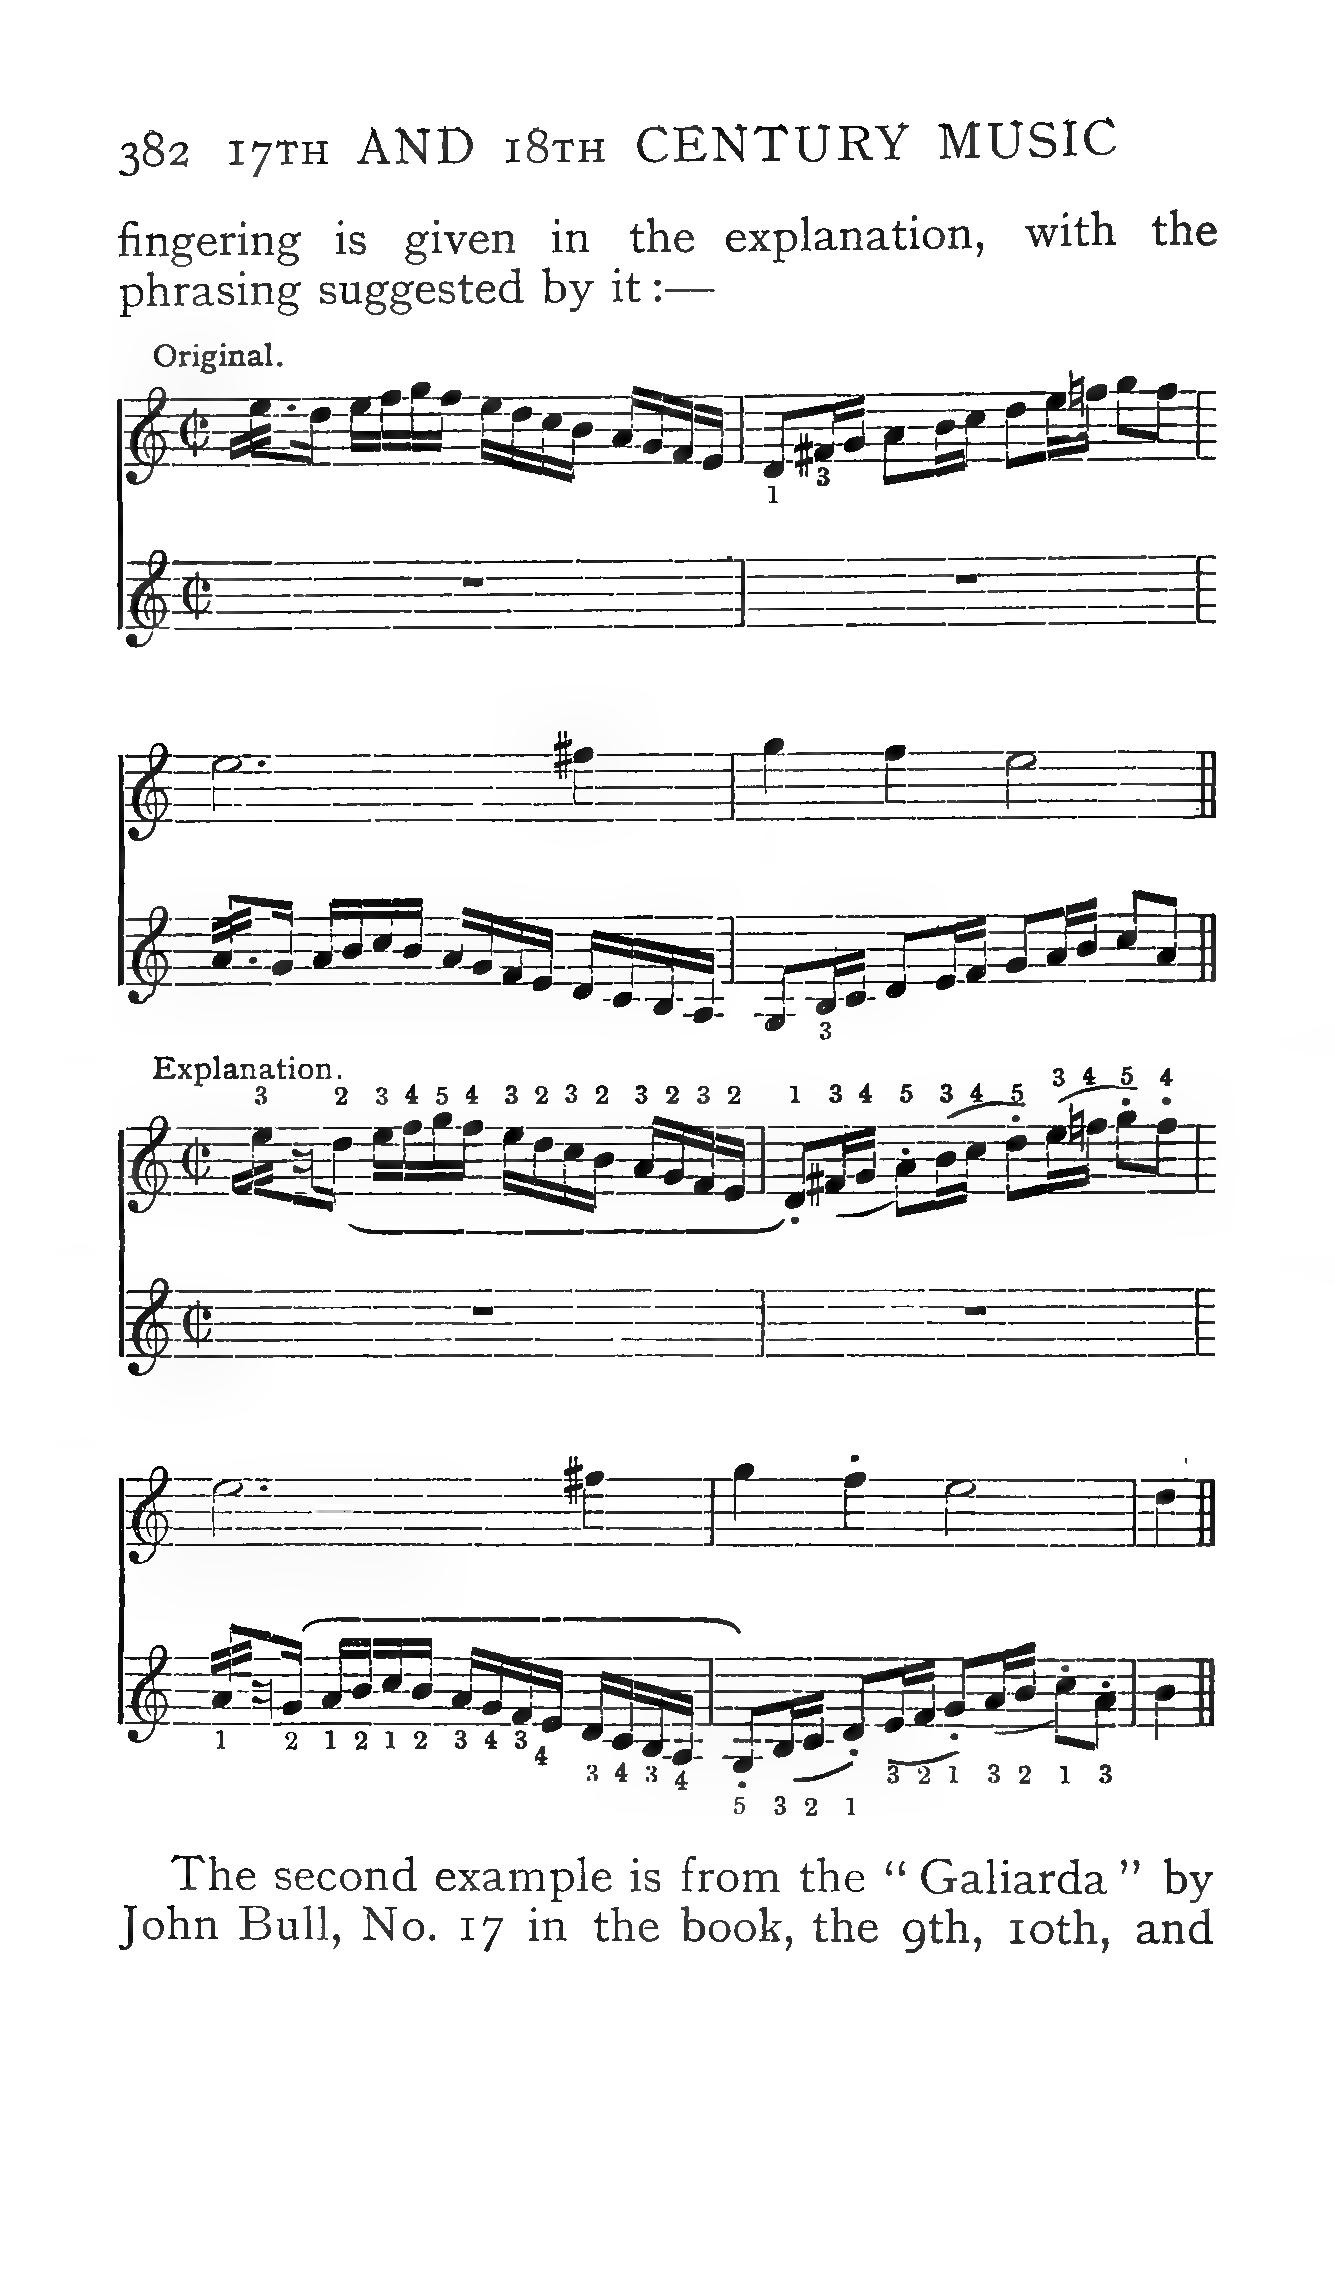 382 17TH AND 18TH CENTURY MUSIC
fingering is given in the explanation, with the
phrasing suggested by it :—
Original.
1 3
3
Explanation.
3 2 3 4 5 4 3 2 3 2 3 2 3 2 1 3 4 5 3 4 5 3 4 5 4
1 2 1 2 1 2 3 4 3 4 3 4 3 4 5 3 2 1 3 2 1 3 2 1 3
The second example is from the “ Galiarda ” by
John Bull, No. 17 in the book, the 9th, 10th, and